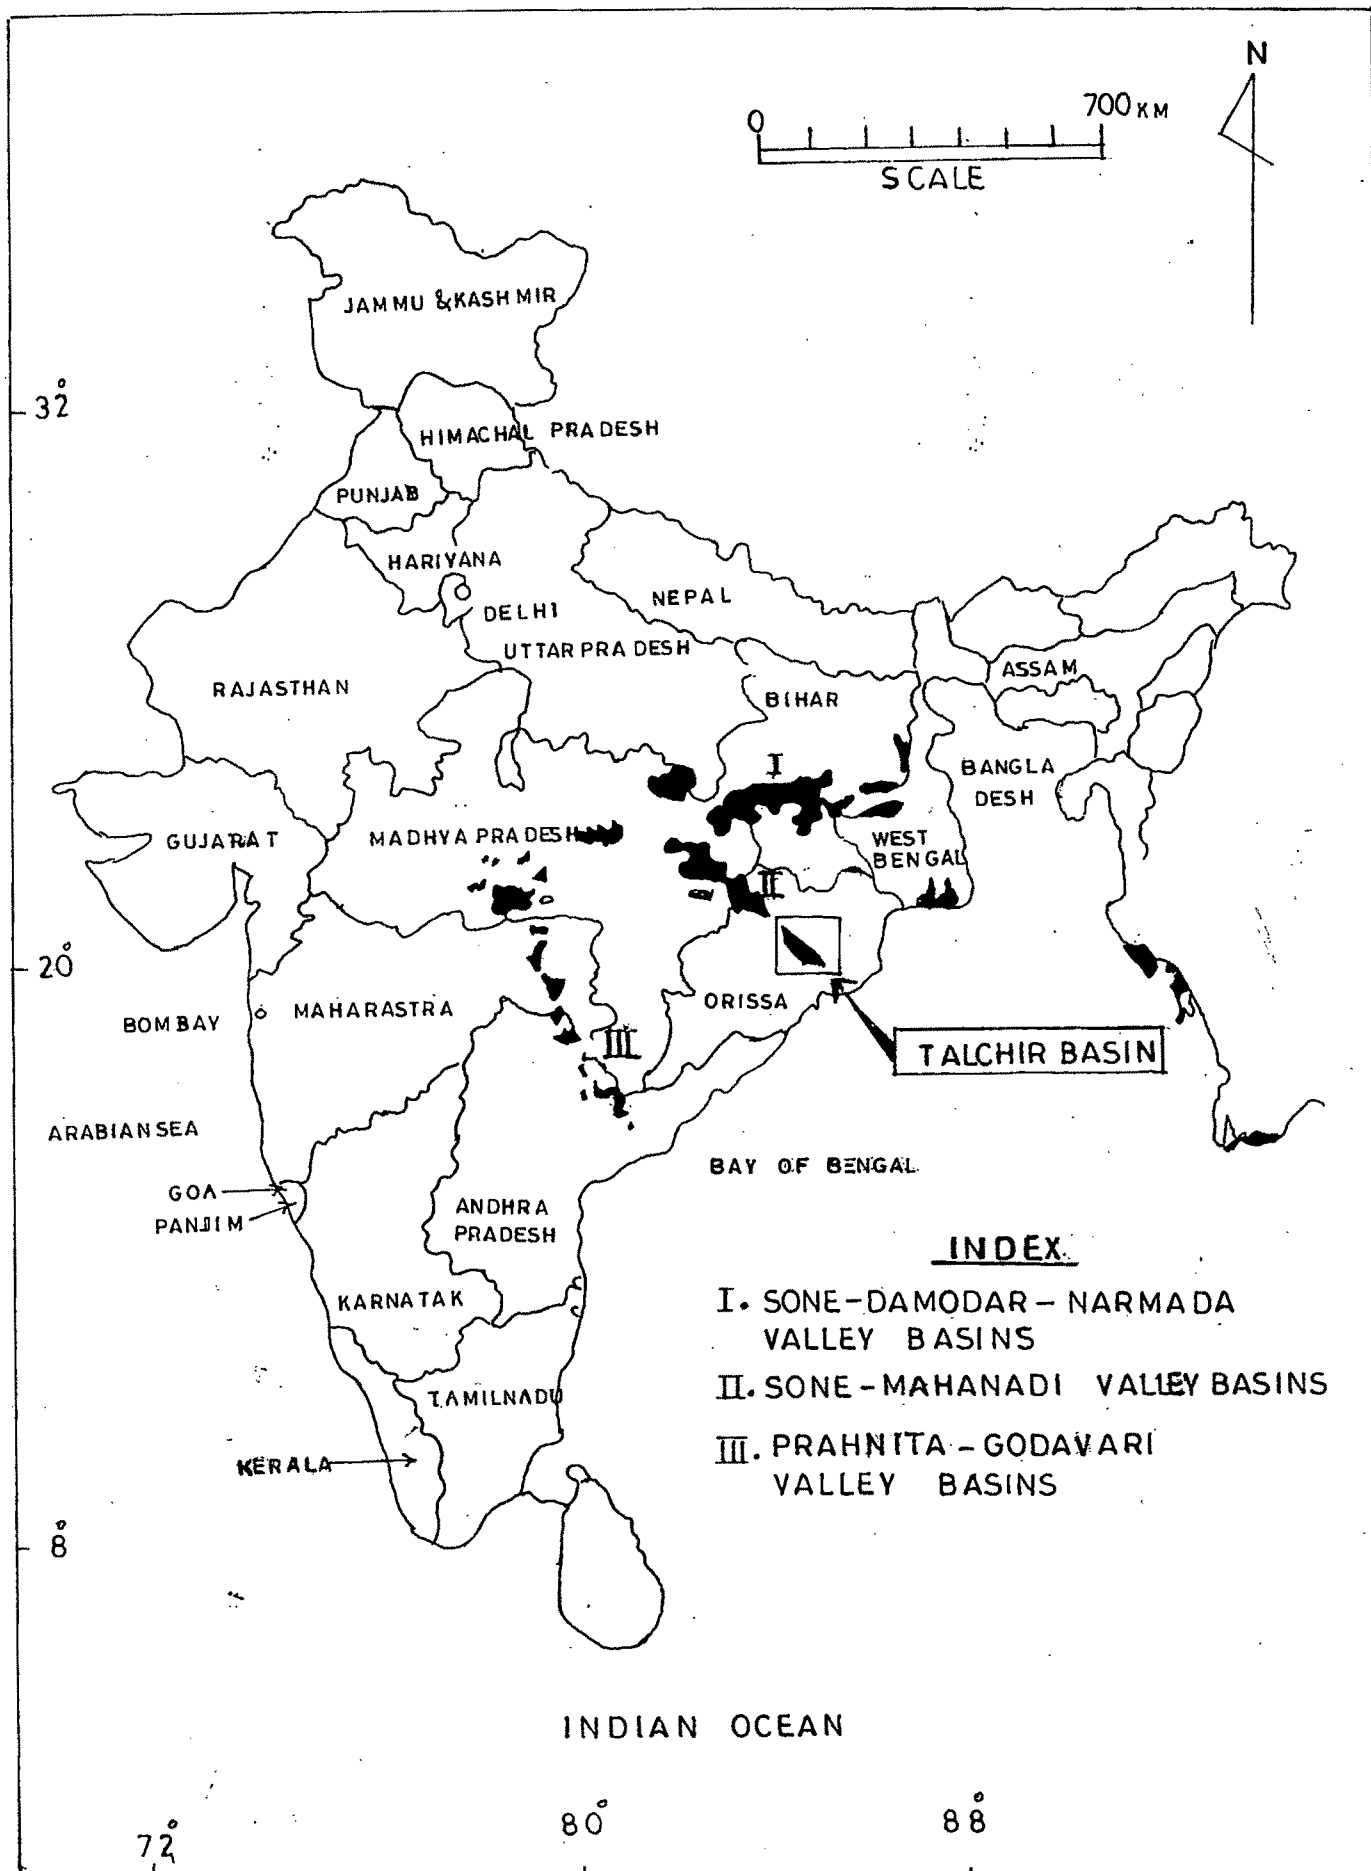 N
0 700 KM
SCALE
JAMMU & KASHMIR
32°
HIMACHAL PRADESH
PUNJAB
HARIYANA
DELHI
NEPAL
UTTAR PRADESH
ASSAM
RAJASTHAN
BIHAR
I
BANGLA
DESH
GUJARAT
MADHYA PRADESH
WEST
BENGAL
II
20°
ORISSA
MAHARASTRA
BOMBAY
III
TALCHIR BASIN
ARABIAN SEA
BAY OF BENGAL
GOA
PANJIM
ANDHRA
PRADESH
INDEX
KARNATAK
I. SONE-DAMODAR-NARMADA
VALLEY BASINS
II. SONE-MAHANADI VALLEY BASINS
TAMILNADU
III. PRAHNITA-GODAVARI
VALLEY BASINS
KERALA
8°
INDIAN OCEAN
72° 80° 88°